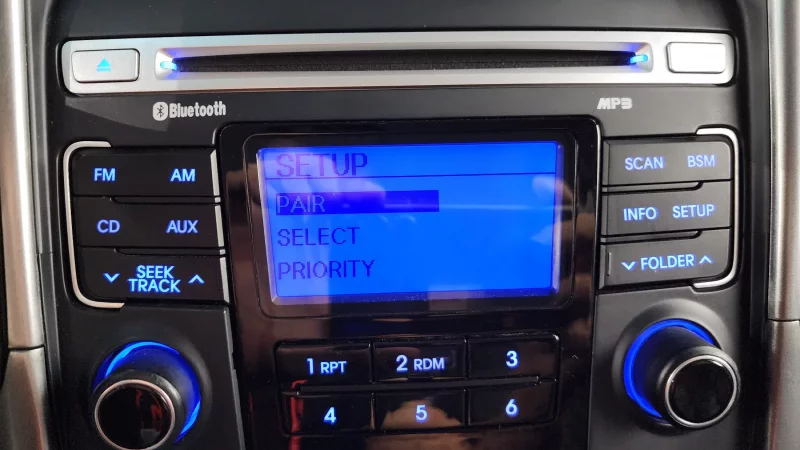 Bluetooth
MP3
FM AM
CD AUX
SEEK
TRACK
SETUP
PAIR
SELECT
PRIORITY
SCAN BSM
INFO SETUP
FOLDER
1 RPT 2 RDM 3
4 5 6